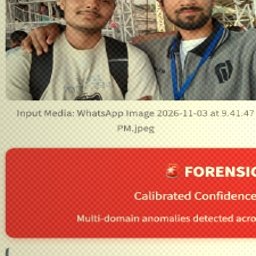 Input Media: WhatsApp Image 2026-11-03 at 9.41.47
PM.jpeg
🚨 FORENSIC
Calibrated Confidence
Multi-domain anomalies detected acro